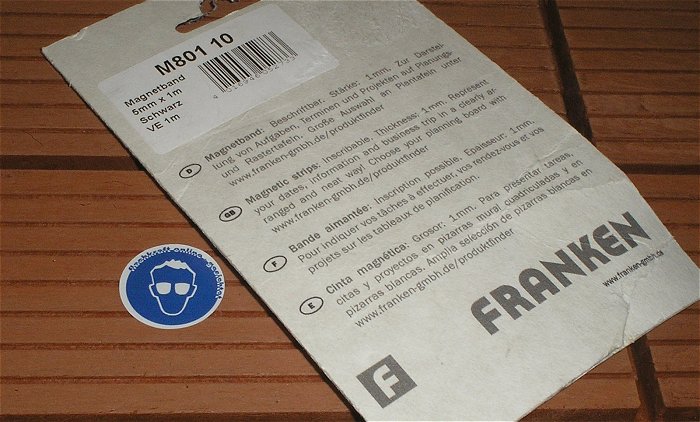 M801 10
Magnetband
5mm x 1m
Schwarz
VE 1m
D
Magnetband: Beschriftbar. Stärke: 1mm. Zur Darstel-
lung von Aufgaben, Terminen und Projekten auf Planungs-
und Rastertafeln. Große Auswahl an Plantafeln unter
www.franken-gmbh.de/produktfinder
GB
Magnetic strips: Inscribable, Thickness: 1mm. Represent
your dates, information and business trip in a clearly ar-
ranged and neat way! Choose your planning board with
www.franken-gmbh.de/produktfinder
F
Bande aimantée: Inscription possible, Epaisseur: 1mm.
Pour indiquer vos tâches à effectuer, vos rendez-vous et vos
projets sur les tableaux de planification.
E
Cinta magnética: Grosor: 1mm. Para presentar tareas,
citas y proyectos en pizarras mural cuadriculadas y en
pizarras blancas. Amplia selección de pizarras blancas en
www.franken-gmbh.de/produktfinder
FRANKEN
www.franken-gmbh.de
F